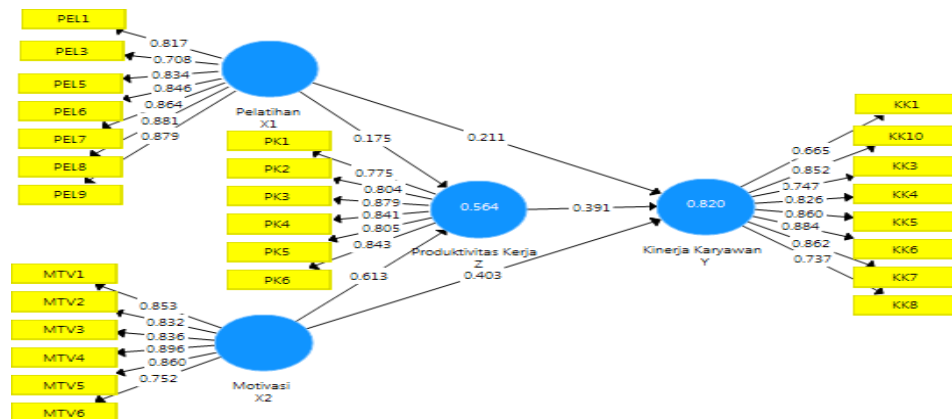 PEL1
PEL3
PEL5
PEL6
PEL7
PEL8
PEL9
0.817
0.708
0.834
0.846
0.864
0.881
0.879
Pelatihan
X1
0.175
0.211
PK1
PK2
PK3
PK4
PK5
PK6
0.775
0.804
0.879
0.841
0.805
0.843
0.564
Produktivitas Kerja
Z
0.391
0.613
0.403
MTV1
MTV2
MTV3
MTV4
MTV5
MTV6
0.853
0.832
0.836
0.896
0.860
0.752
Motivasi
X2
0.820
Kinerja Karyawan
Y
0.665
0.852
0.747
0.826
0.860
0.884
0.862
0.737
KK1
KK10
KK3
KK4
KK5
KK6
KK7
KK8